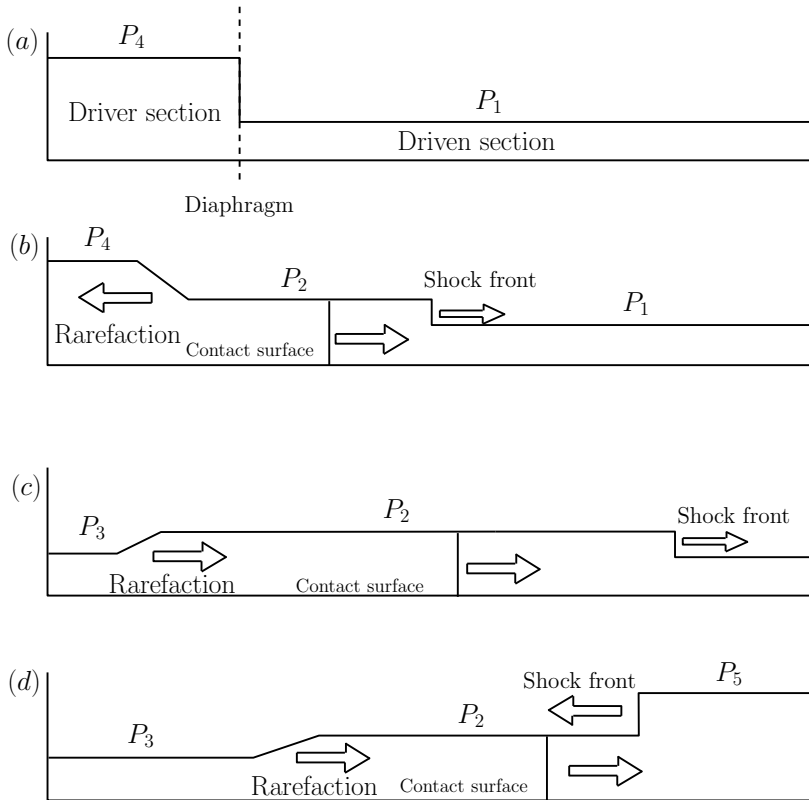 (a)
P4
P1
Driver section
Driven section
Diaphragm
(b)
P4
P2
Shock front
P1
Rarefaction
Contact surface
(c)
P3
P2
Shock front
Rarefaction
Contact surface
(d)
P3
P2
Shock front
P5
Rarefaction
Contact surface